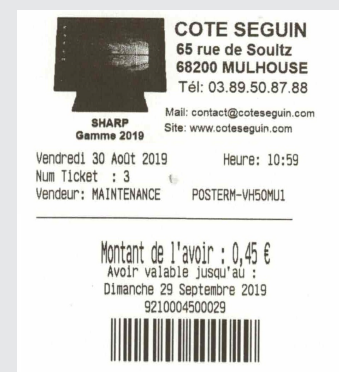 COTE SEGUIN
65 rue de Soultz
68200 MULHOUSE
Tél: 03.89.50.87.88
Mail: contact@coteseguin.com
Site: www.coteseguin.com
SHARP
Gamme 2019
Vendredi 30 Août 2019 Heure: 10:59
Num Ticket : 3
Vendeur: MAINTENANCE POSTERM-VH50MU1
Montant de l'avoir : 0,45 €
Avoir valable jusqu'au :
Dimanche 29 Septembre 2019
9210004500029